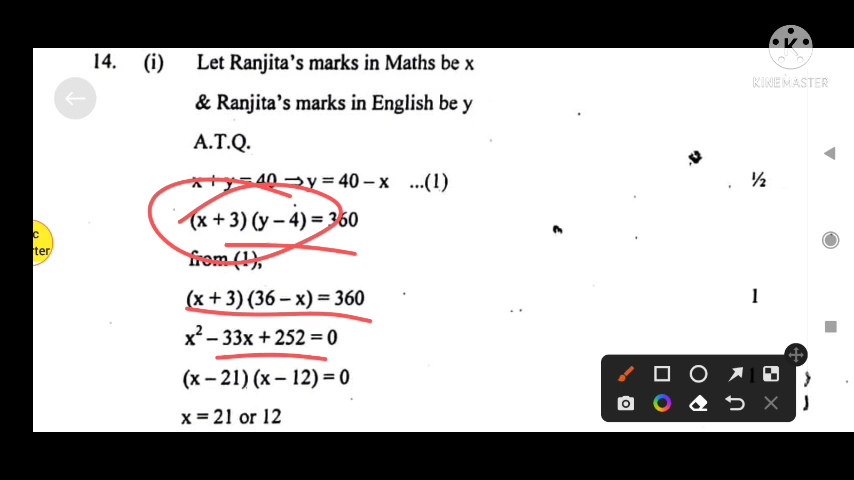 KINEMASTER
14. (i) Let Ranjita's marks in Maths be x
& Ranjita's marks in English be y
A.T.Q.
x + y = 40 ⇒ y = 40 – x ...(1) ½
(x + 3) (y – 4) = 360
from (1),
(x + 3) (36 – x) = 360 1
x² – 33x + 252 = 0
(x – 21) (x – 12) = 0
x = 21 or 12
c
rter